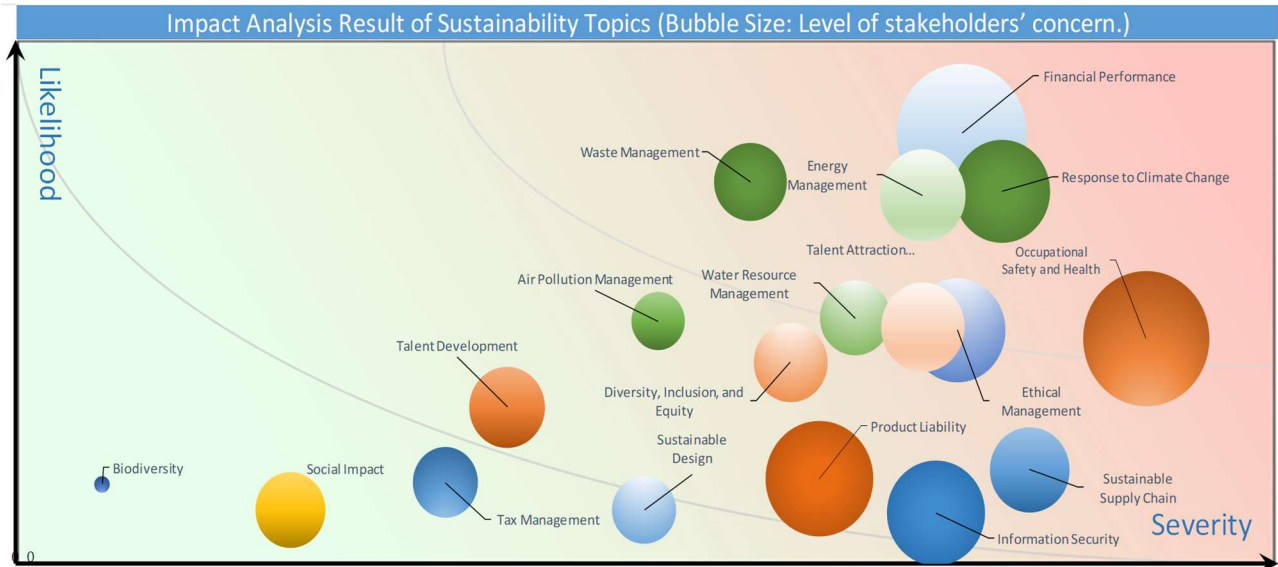 Impact Analysis Result of Sustainability Topics (Bubble Size: Level of stakeholders’ concern.)
Likelihood
Financial Performance
Waste Management
Energy
Management
Response to Climate Change
Talent Attraction...
Occupational
Safety and Health
Air Pollution Management
Water Resource
Management
Talent Development
Diversity, Inclusion, and
Equity
Ethical
Management
Product Liability
Sustainable
Design
Biodiversity
Social Impact
Sustainable
Supply Chain
Tax Management
Information Security
Severity
0 0